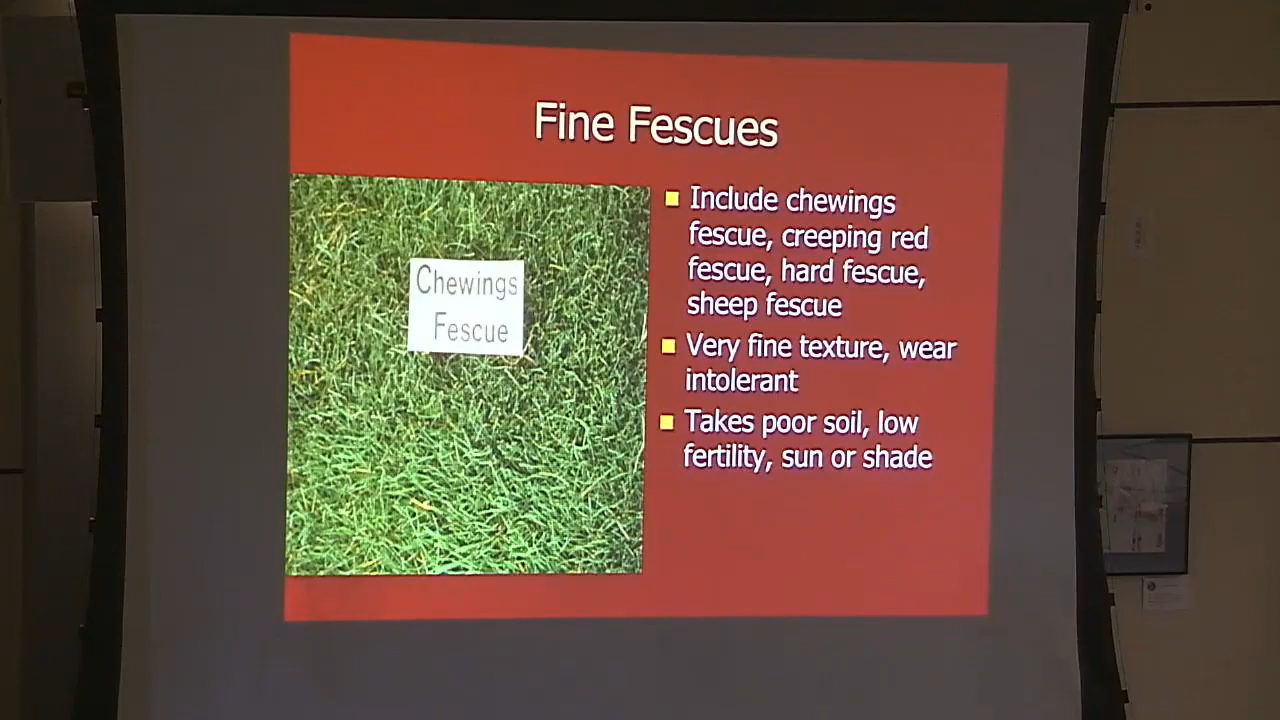 Fine Fescues
Chewings
Fescue
Include chewings
fescue, creeping red
fescue, hard fescue,
sheep fescue
Very fine texture, wear
intolerant
Takes poor soil, low
fertility, sun or shade